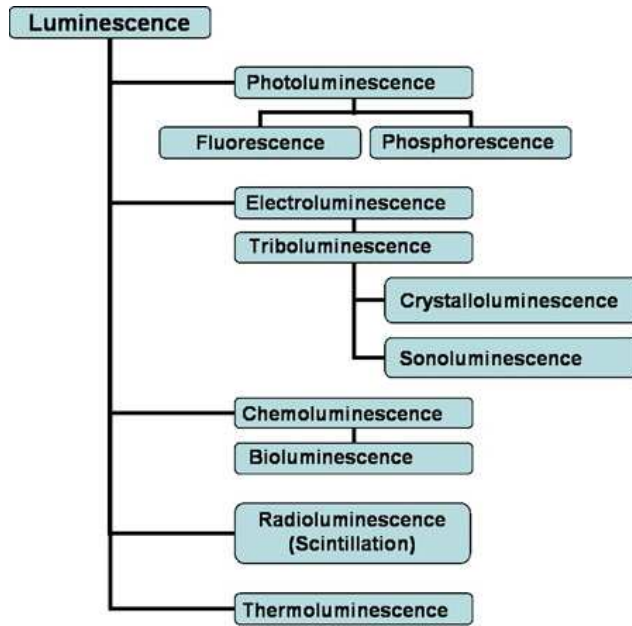 Luminescence
Photoluminescence
Fluorescence
Phosphorescence
Electroluminescence
Triboluminescence
Crystalloluminescence
Sonoluminescence
Chemoluminescence
Bioluminescence
Radioluminescence
(Scintillation)
Thermoluminescence